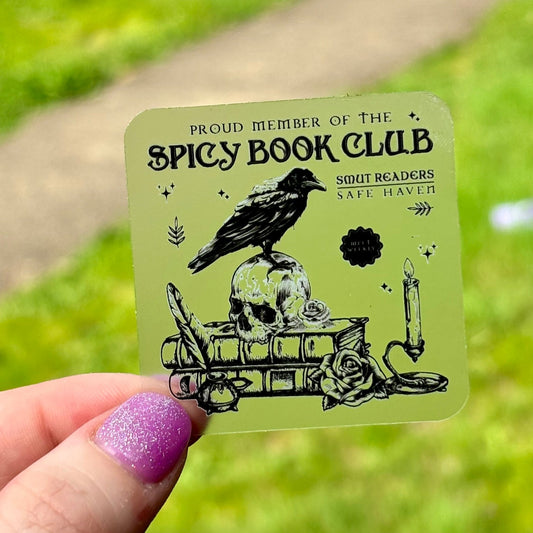 PROUD MEMBER OF THE
SPICY BOOK CLUB
SMUT READERS
SAFE HAVEN